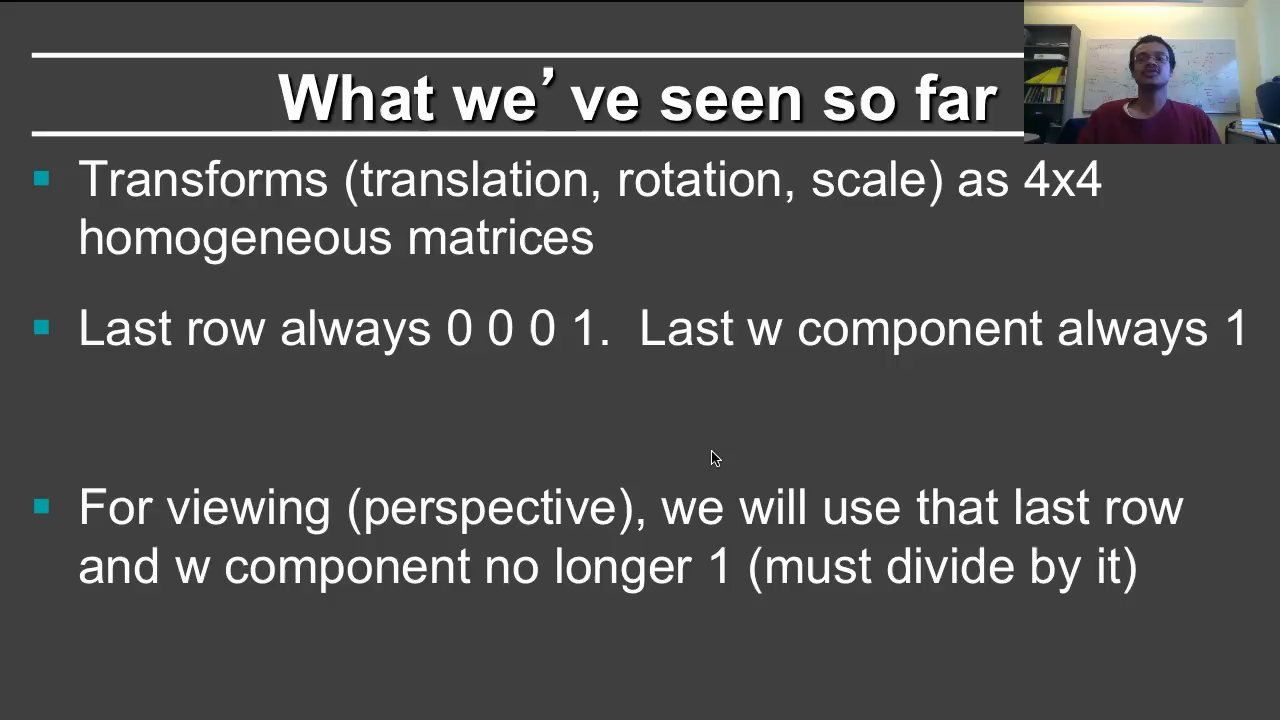 What we’ve seen so far
Transforms (translation, rotation, scale) as 4x4
homogeneous matrices
Last row always 0 0 0 1.  Last w component always 1
For viewing (perspective), we will use that last row
and w component no longer 1 (must divide by it)